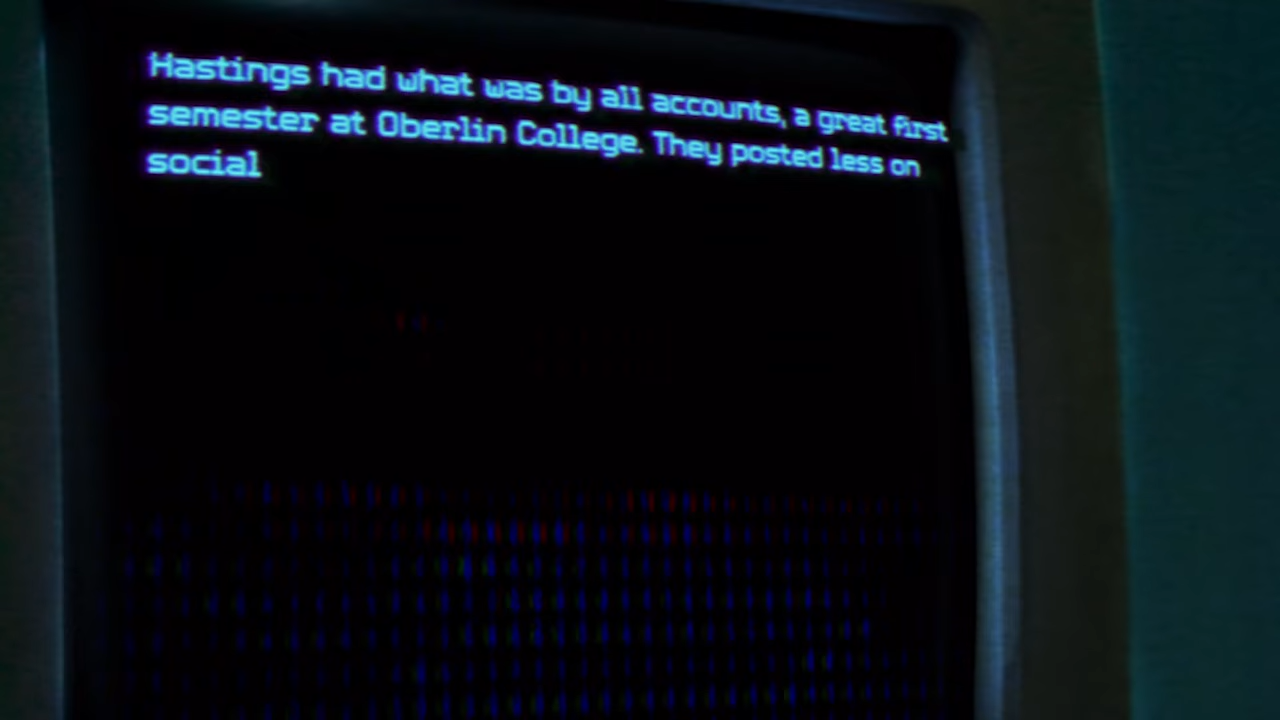 Hastings had what was by all accounts, a great first
semester at Oberlin College. They posted less on
social